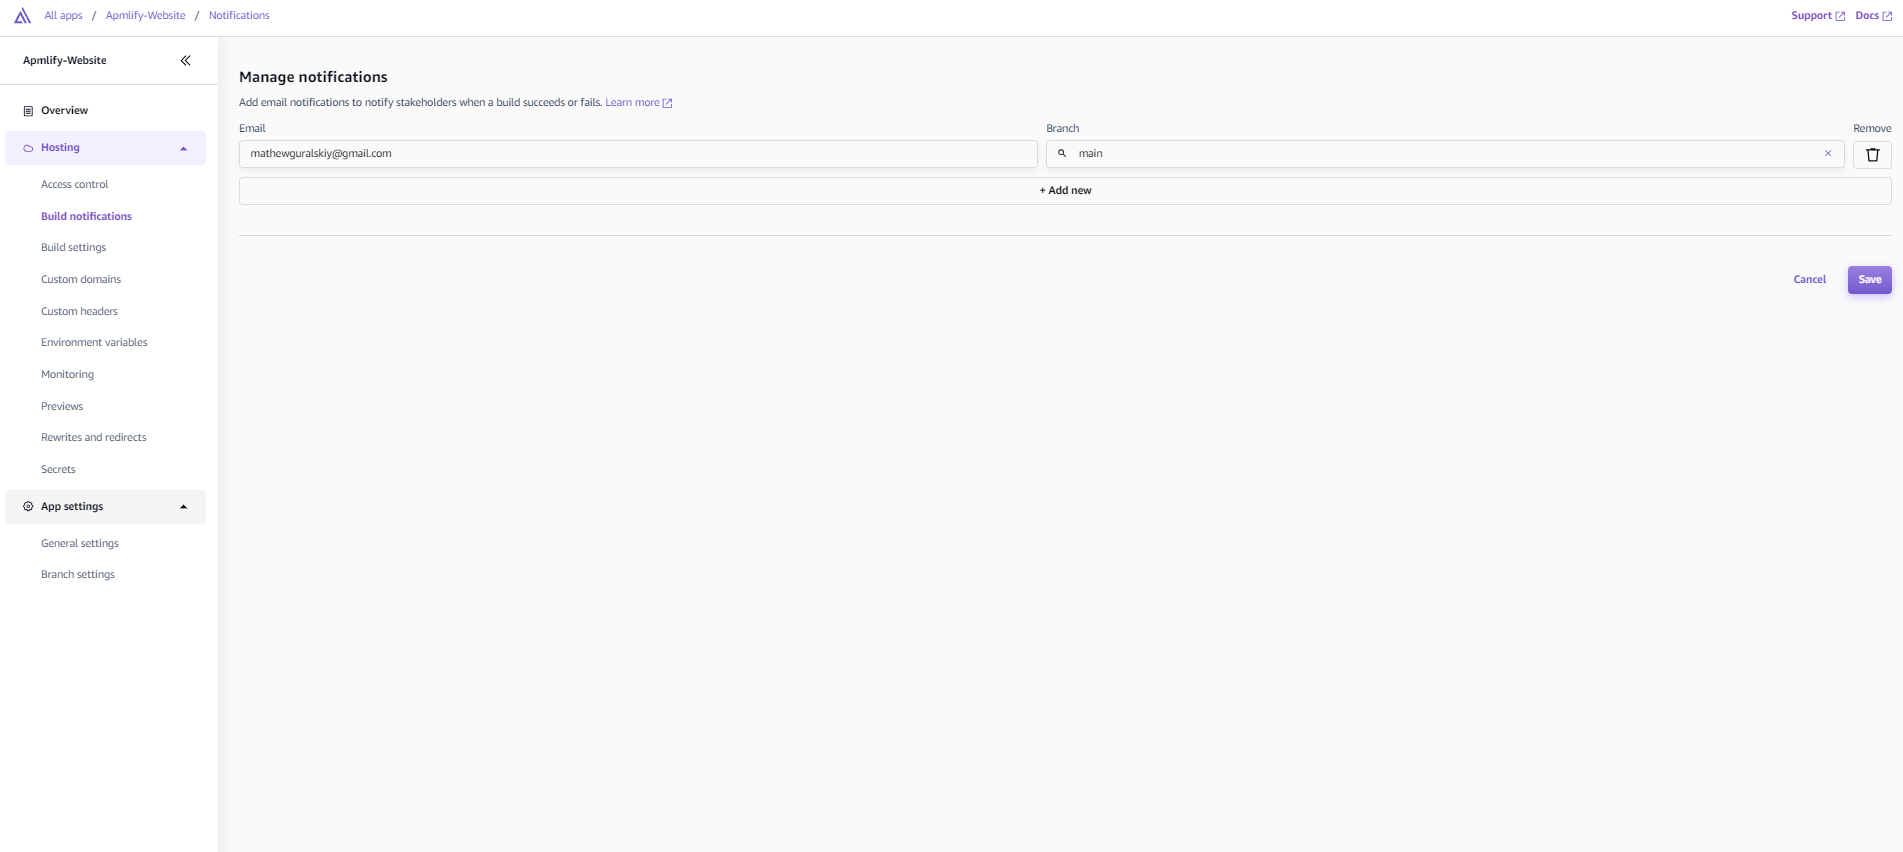 All apps / Apmlify-Website / Notifications
Support Docs
Apmlify-Website
Overview
Hosting
Access control
Build notifications
Build settings
Custom domains
Custom headers
Environment variables
Monitoring
Previews
Rewrites and redirects
Secrets
App settings
General settings
Branch settings
Manage notifications
Add email notifications to notify stakeholders when a build succeeds or fails. Learn more
Email Branch Remove
mathewguralskiy@gmail.com main
+ Add new
Cancel Save